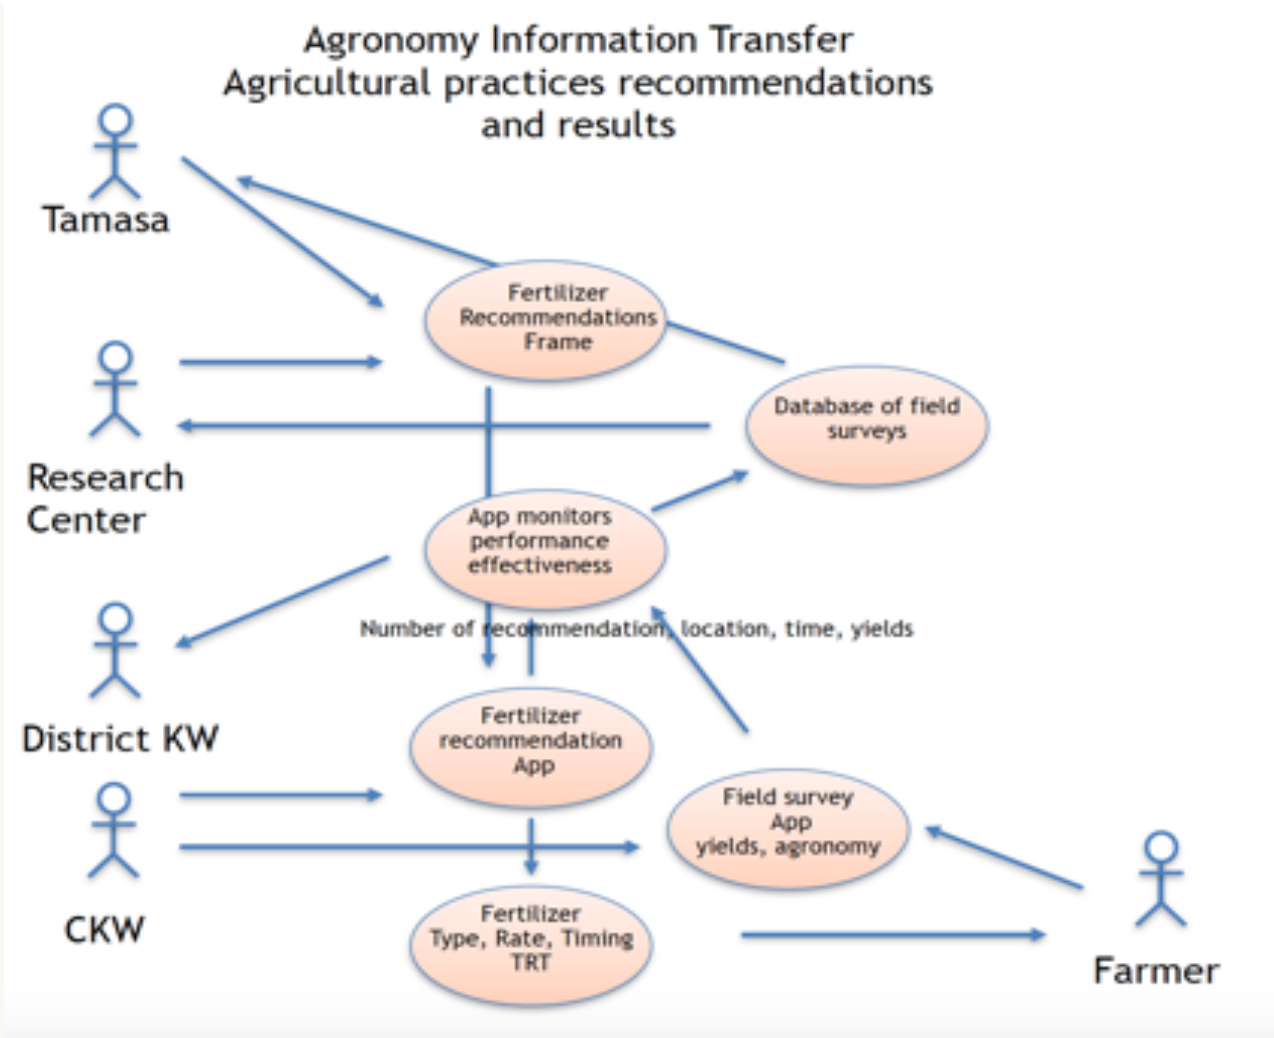 Agronomy Information Transfer
Agricultural practices recommendations
and results
Tamasa
Fertilizer
Recommendations
Frame
Research
Center
Database of field
surveys
App monitors
performance
effectiveness
Number of recommendation, location, time, yields
District KW
Fertilizer
recommendation
App
Field survey
App
yields, agronomy
CKW
Fertilizer
Type, Rate, Timing
TRT
Farmer